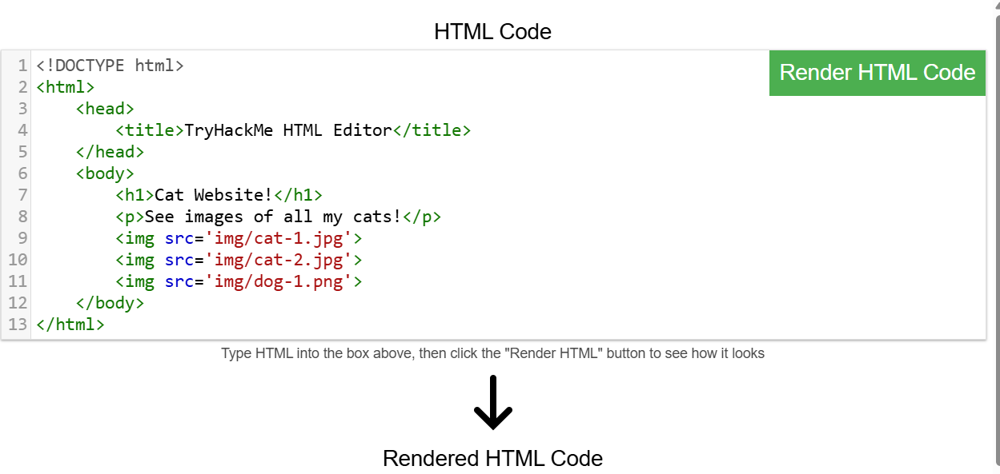 HTML Code
Render HTML Code
1 <!DOCTYPE html>
2 <html>
3     <head>
4         <title>TryHackMe HTML Editor</title>
5     </head>
6     <body>
7         <h1>Cat Website!</h1>
8         <p>See images of all my cats!</p>
9         <img src='img/cat-1.jpg'>
10         <img src='img/cat-2.jpg'>
11         <img src='img/dog-1.png'>
12     </body>
13 </html>
Type HTML into the box above, then click the "Render HTML" button to see how it looks
Rendered HTML Code